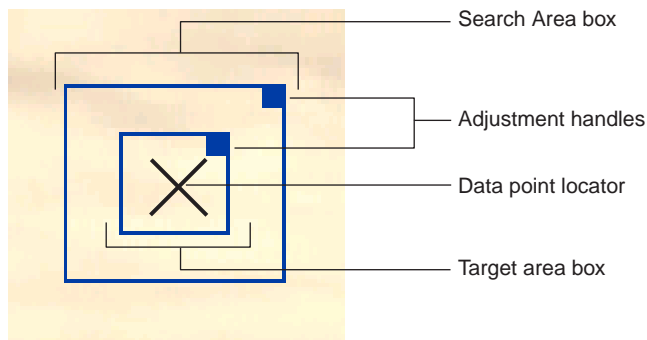 Search Area box
Adjustment handles
Data point locator
Target area box